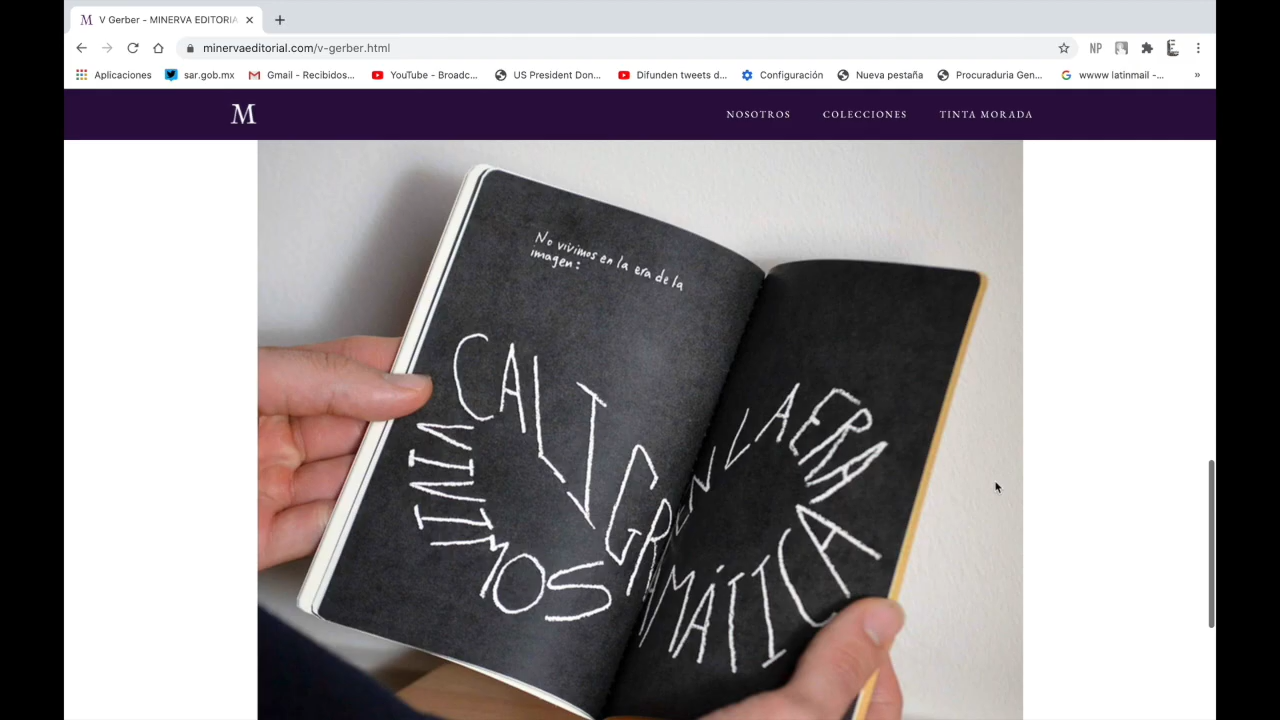 V Gerber - MINERVA EDITORIA
minervaeditorial.com/v-gerber.html
NP
Aplicaciones
sar.gob.mx
Gmail - Recibidos...
YouTube - Broadc...
US President Don...
Difunden tweets d...
Configuración
Nueva pestaña
Procuraduria Gen...
wwww latinmail -...
»
M
NOSOTROS
COLECCIONES
TINTA MORADA
No vivimos en la era de la
imagen:
VIVIMOS
EN LA ERA
CALIGRAMÁTICA